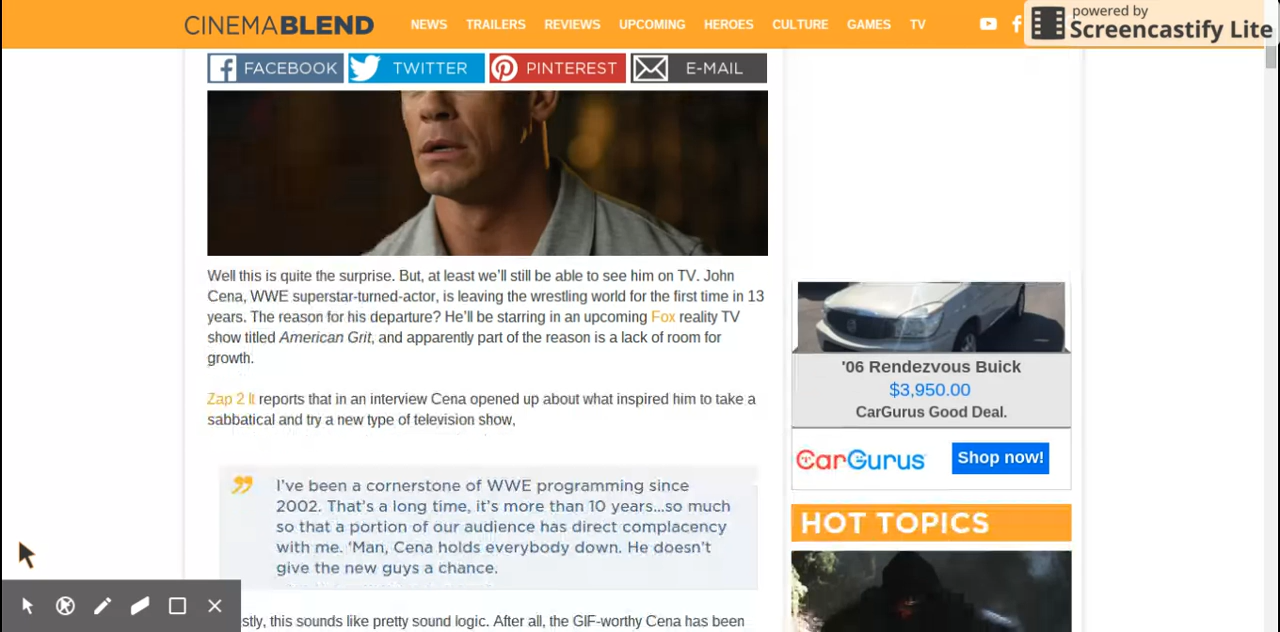 CINEMABLEND
NEWS TRAILERS REVIEWS UPCOMING HEROES CULTURE GAMES TV
powered by
Screencastify Lite
FACEBOOK TWITTER PINTEREST E-MAIL
Well this is quite the surprise. But, at least we'll still be able to see him on TV. John
Cena, WWE superstar-turned-actor, is leaving the wrestling world for the first time in 13
years. The reason for his departure? He'll be starring in an upcoming Fox reality TV
show titled American Grit, and apparently part of the reason is a lack of room for
growth.
Zap 2 It reports that in an interview Cena opened up about what inspired him to take a
sabbatical and try a new type of television show,
I've been a cornerstone of WWE programming since
2002. That's a long time, it's more than 10 years...so much
so that a portion of our audience has direct complacency
with me. 'Man, Cena holds everybody down. He doesn't
give the new guys a chance.
this sounds like pretty sound logic. After all, the GIF-worthy Cena has been
'06 Rendezvous Buick
$3,950.00
CarGurus Good Deal.
CarGurus Shop now!
HOT TOPICS